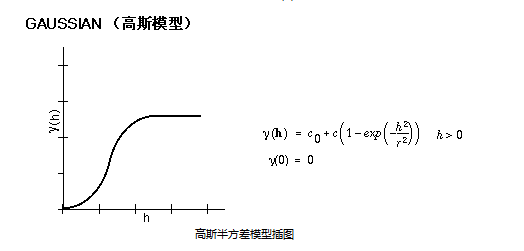 GAUSSIAN （高斯模型）
γ(h)
h
γ(h) = c₀ + c(1 − exp(−h²/r²)) h > 0
γ(0) = 0
高斯半方差模型插图